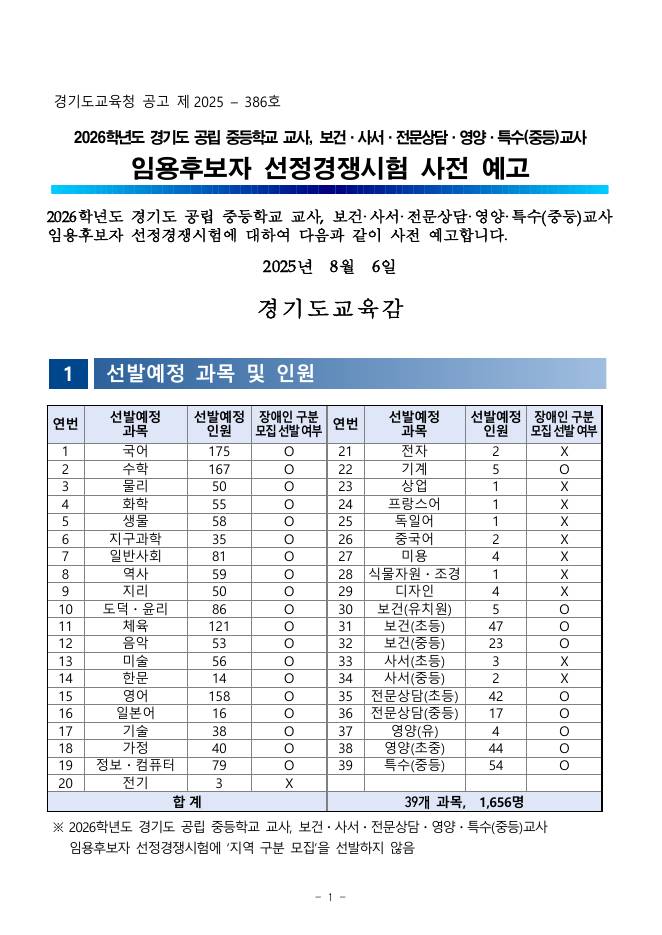 경기도교육청 공고 제 2025 – 386호
2026학년도 경기도 공립 중등학교 교사, 보건·사서·전문상담·영양·특수(중등)교사
임용후보자 선정경쟁시험 사전 예고
2026학년도 경기도 공립 중등학교 교사, 보건·사서·전문상담·영양·특수(중등)교사
임용후보자 선정경쟁시험에 대하여 다음과 같이 사전 예고합니다.
2025년 8월 6일
경기도교육감
1 선발예정 과목 및 인원
연번 선발예정 과목 선발예정 인원 장애인 구분 모집 선발 여부 연번 선발예정 과목 선발예정 인원 장애인 구분 모집 선발 여부
1 국어 175 O 21 전자 2 X
2 수학 167 O 22 기계 5 O
3 물리 50 O 23 상업 1 X
4 화학 55 O 24 프랑스어 1 X
5 생물 58 O 25 독일어 1 X
6 지구과학 35 O 26 중국어 2 X
7 일반사회 81 O 27 미용 4 X
8 역사 59 O 28 식물자원·조경 1 X
9 지리 50 O 29 디자인 4 X
10 도덕·윤리 86 O 30 보건(유치원) 5 O
11 체육 121 O 31 보건(초등) 47 O
12 음악 53 O 32 보건(중등) 23 O
13 미술 56 O 33 사서(초등) 3 X
14 한문 14 O 34 사서(중등) 2 X
15 영어 158 O 35 전문상담(초등) 42 O
16 일본어 16 O 36 전문상담(중등) 17 O
17 기술 38 O 37 영양(유) 4 O
18 가정 40 O 38 영양(초중) 44 O
19 정보·컴퓨터 79 O 39 특수(중등) 54 O
20 전기 3 X
합 계 39개 과목, 1,656명
※ 2026학년도 경기도 공립 중등학교 교사, 보건·사서·전문상담·영양·특수(중등)교사
임용후보자 선정경쟁시험에 ‘지역 구분 모집’을 선발하지 않음
– 1 –